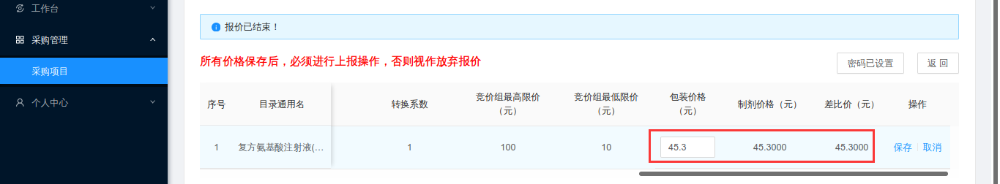 工作台
采购管理
采购项目
个人中心
报价已结束！
所有价格保存后，必须进行上报操作，否则视作放弃报价
密码已设置
返 回
序号
目录通用名
转换系数
竞价组最高限价
（元）
竞价组最低限价
（元）
包装价格
（元）
制剂价格（元）
差比价（元）
操作
1
复方氨基酸注射液(…
1
100
10
45.3
45.3000
45.3000
保存
取消